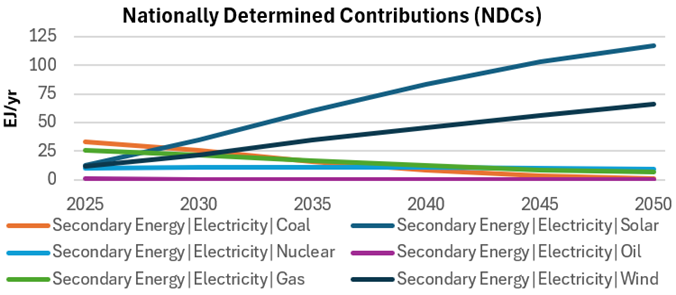 Nationally Determined Contributions (NDCs)
125
100
75
50
25
0
EJ/yr
2025 2030 2035 2040 2045 2050
Secondary Energy|Electricity|Coal Secondary Energy|Electricity|Solar
Secondary Energy|Electricity|Nuclear Secondary Energy|Electricity|Oil
Secondary Energy|Electricity|Gas Secondary Energy|Electricity|Wind